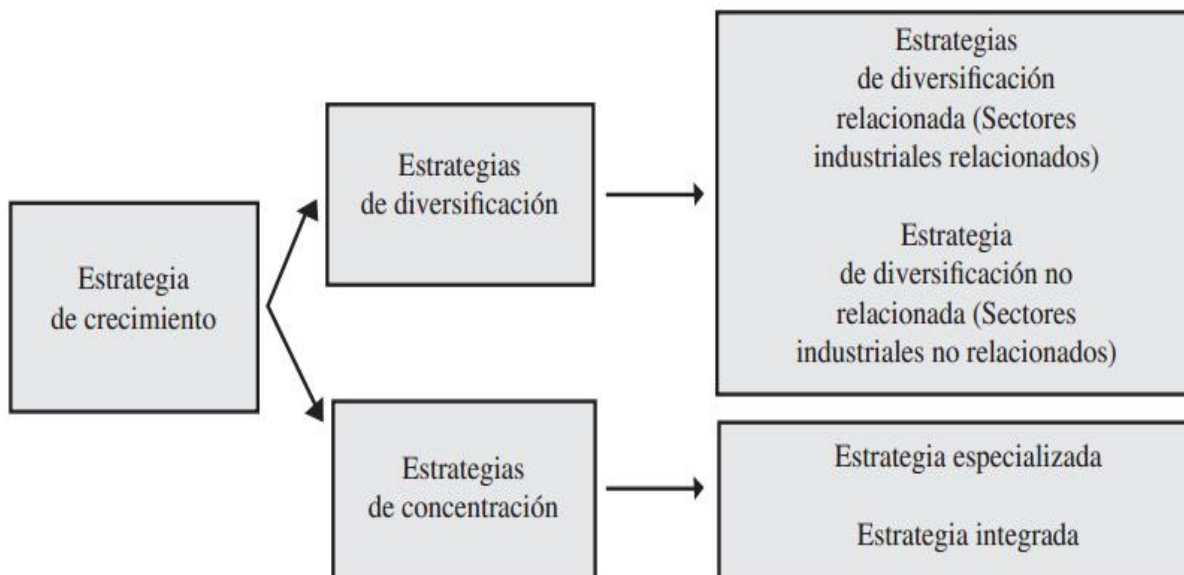 Estrategia
de crecimiento
Estrategias
de diversificación
Estrategias
de diversificación
relacionada (Sectores
industriales relacionados)
Estrategia
de diversificación no
relacionada (Sectores
industriales no relacionados)
Estrategias
de concentración
Estrategia especializada
Estrategia integrada